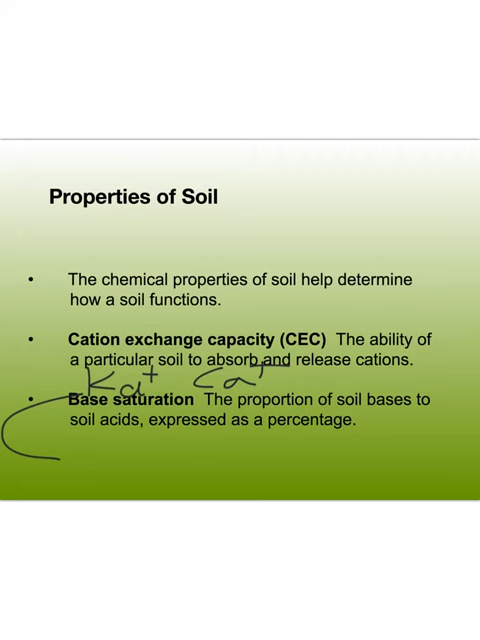 Properties of Soil
• The chemical properties of soil help determine
how a soil functions.
• Cation exchange capacity (CEC) The ability of
a particular soil to absorb and release cations.
Ka+ Ca+
• Base saturation The proportion of soil bases to
soil acids, expressed as a percentage.